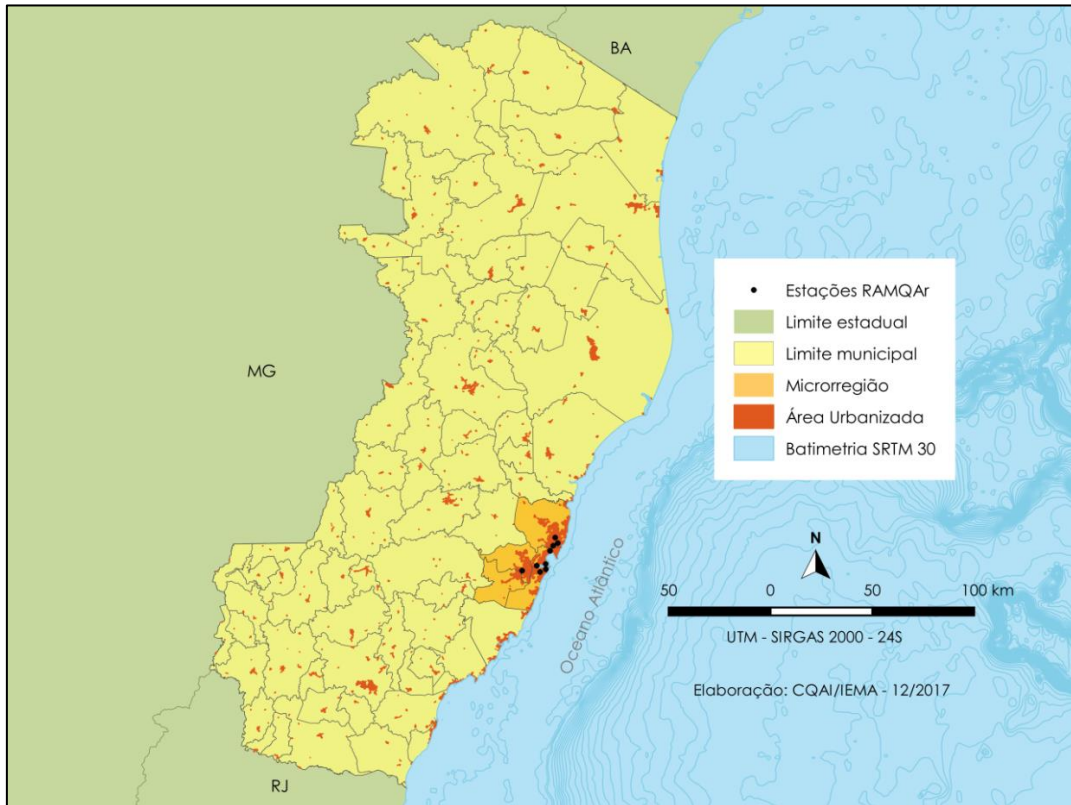 BA
MG
RJ
Estações RAMQAr
Limite estadual
Limite municipal
Microrregião
Área Urbanizada
Batimetria SRTM 30
Oceano Atlântico
N
50 0 50 100 km
UTM - SIRGAS 2000 - 24S
Elaboração: CQAI/IEMA - 12/2017